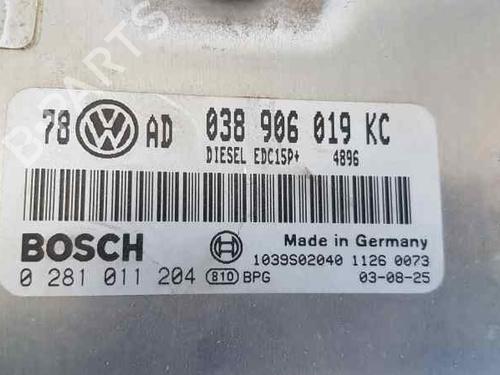 B-PARTS
78 AD 038 906 019 KC
DIESEL EDC15P+ 4896
BOSCH
Made in Germany
1039S02040 1126 0073
0 281 011 204 810 BPG 03-08-25